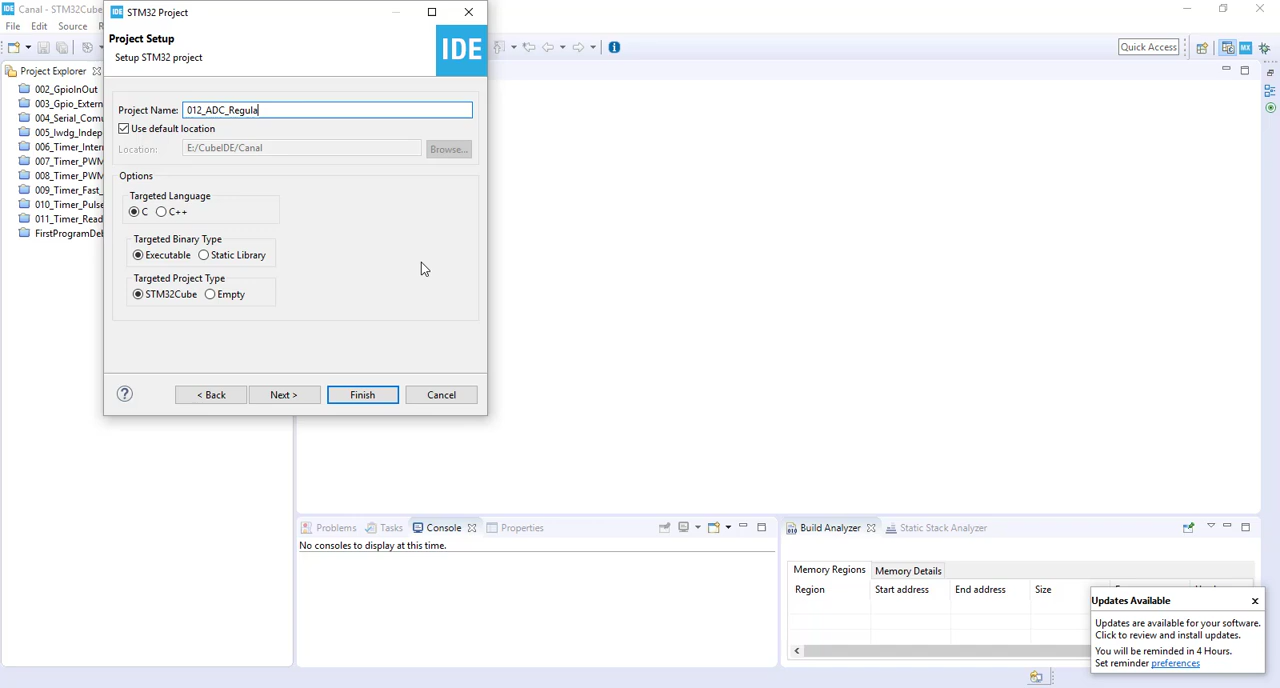 Canal - STM32Cube
IDE STM32 Project
File Edit Source
Project Setup
Setup STM32 project
IDE
Quick Access
MX
Project Explorer
002_GpioInOut
003_Gpio_Extern
004_Serial_Comu
005_Iwdg_Indep
006_Timer_Inter
007_Timer_PWM
008_Timer_PWM
009_Timer_Fast_
010_Timer_Pulse
011_Timer_Read
FirstProgramDeb
Project Name: 012_ADC_Regula
Use default location
Location: E:/CubeIDE/Canal Browse...
Options
Targeted Language
C C++
Targeted Binary Type
Executable Static Library
Targeted Project Type
STM32Cube Empty
? < Back Next > Finish Cancel
Problems Tasks Console Properties
No consoles to display at this time.
Build Analyzer Static Stack Analyzer
Memory Regions Memory Details
Region Start address End address Size
Updates Available
Updates are available for your software.
Click to review and install updates.
You will be reminded in 4 Hours.
Set reminder preferences